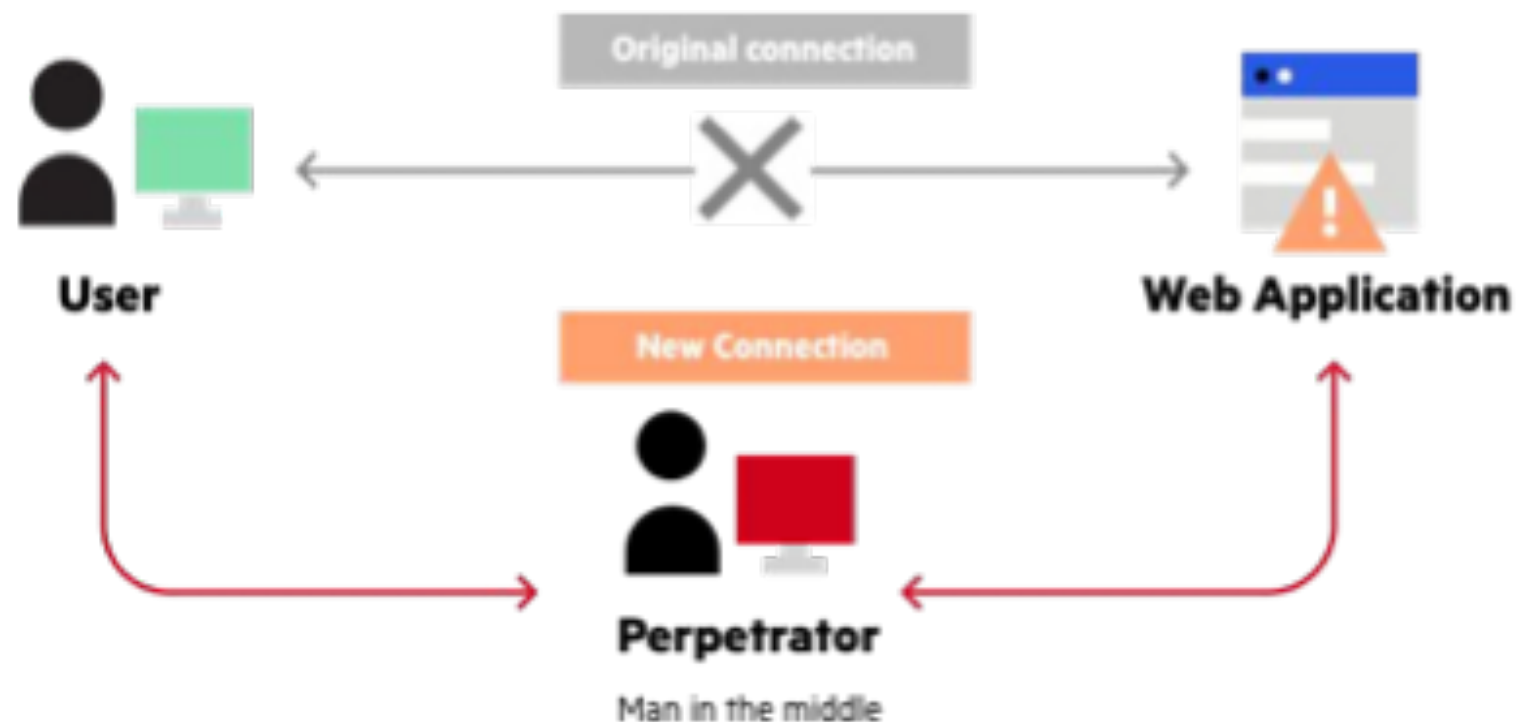 Original connection
User
Web Application
New Connection
Perpetrator
Man in the middle